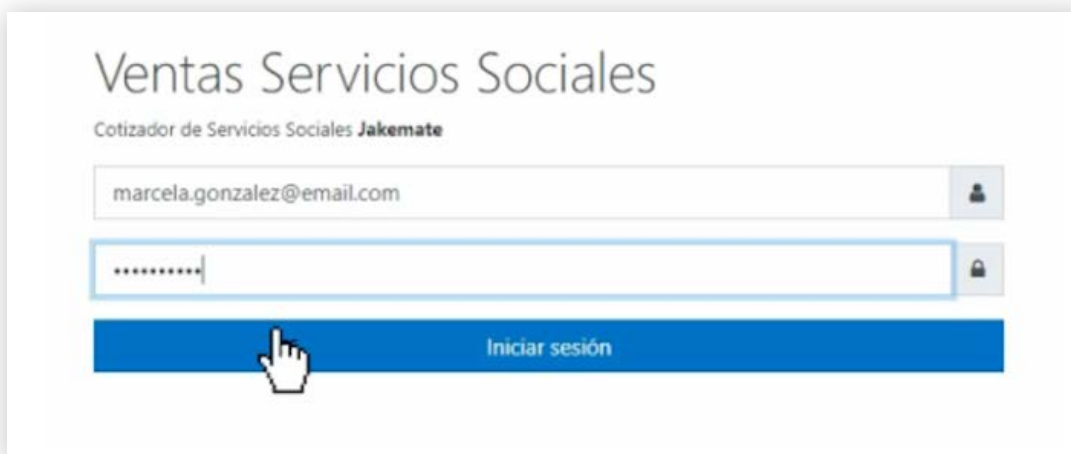 Ventas Servicios Sociales
Cotizador de Servicios Sociales Jakemate
marcela.gonzalez@email.com
••••••••••
Iniciar sesión